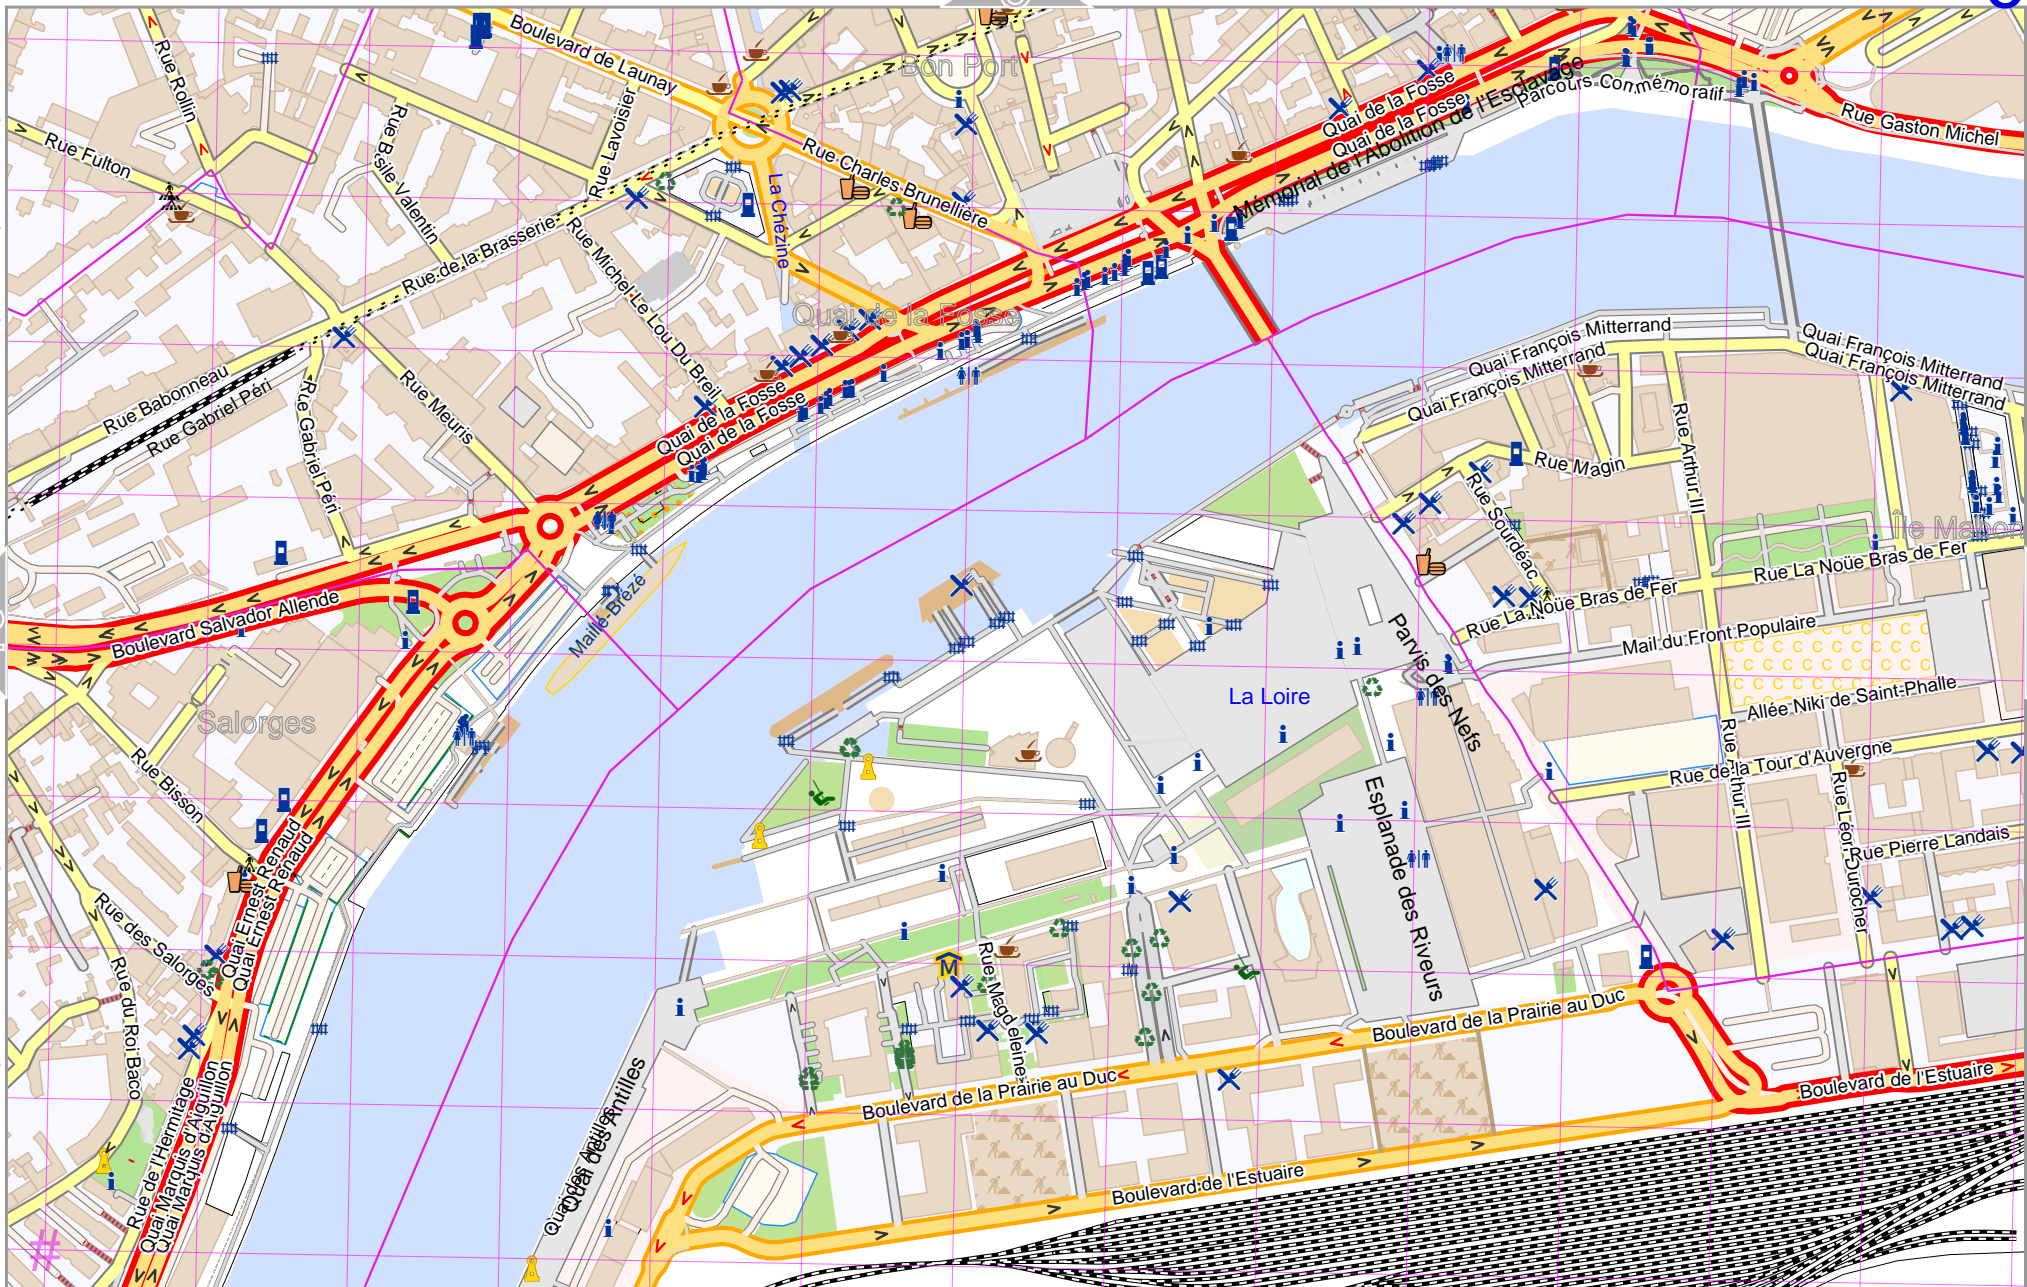 Boulevard de Launay
Bon Port
Rue Rollin
Rue Fulton
Rue Basile Valentin
Rue Lavoisier
Rue Charles Brunellière
La Chézine
Quai de la Fosse
Quai de la Fosse
Mémorial de l'Abolition de l'Esclavage
Parcours Commémoratif
Rue Gaston Michel
Rue de la Brasserie
Rue Michel Le Lou Du Breil
Quai de la Fosse
Quai de la Fosse
Quai de la Fosse
Rue Babonneau
Rue Gabriel Péri
Rue Gabriel Péri
Rue Meuris
Quai François Mitterrand
Quai François Mitterrand
Quai François Mitterrand
Quai François Mitterrand
Rue Magin
Rue Arthur III
Rue Sourdéac
Île Mabon
Rue La Noüe Bras de Fer
Rue La Noüe Bras de Fer
Mail du Front Populaire
Boulevard Salvador Allende
Maillé-Brézé
Parvis des Nefs
La Loire
Salorges
Allée Niki de Saint-Phalle
Rue de la Tour d'Auvergne
Rue Arthur III
Rue Léon Durocher
Rue Pierre Landais
Rue Bisson
Esplanade des Riveurs
Quai Ernest Renaud
Quai Ernest Renaud
Rue des Salorges
Rue du Roi Baco
M
Rue Magdeleine
Boulevard de la Prairie au Duc
Boulevard de la Prairie au Duc
Boulevard de l'Estuaire
Boulevard de l'Estuaire
Quai des Antilles
Quai des Antilles
Rue de l'Hermitage
Quai Marquis d'Aiguillon
Quai Marquis d'Aiguillon
#